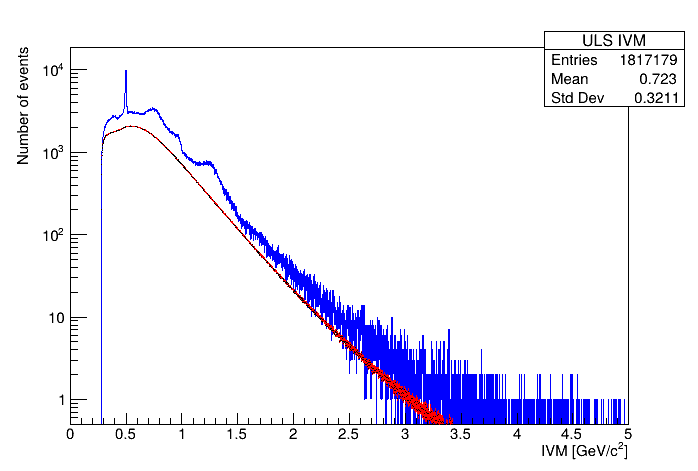 ULS IVM
Entries 1817179
Mean 0.723
Std Dev 0.3211
Number of events
10⁴
10³
10²
10
1
0 0.5 1 1.5 2 2.5 3 3.5 4 4.5 5
IVM [GeV/c²]